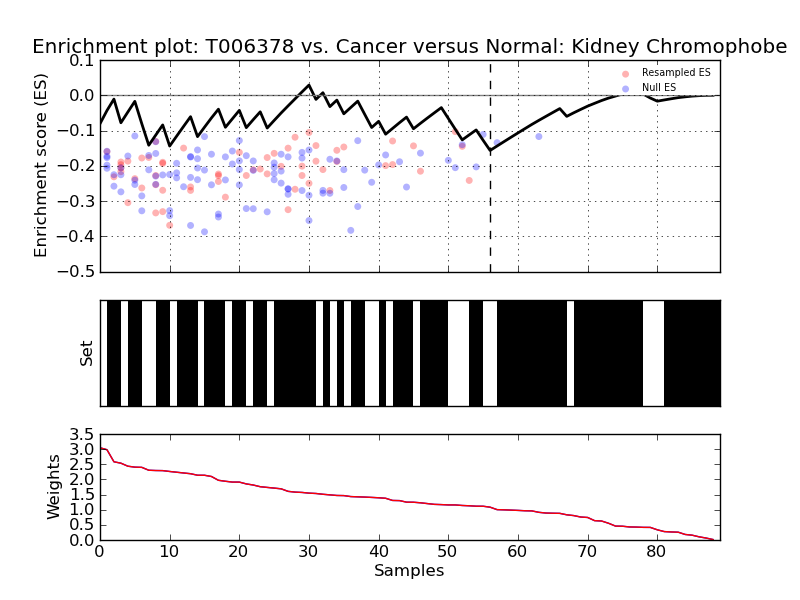 Enrichment plot: T006378 vs. Cancer versus Normal: Kidney Chromophobe
Enrichment score (ES)
0.1
0.0
−0.1
−0.2
−0.3
−0.4
−0.5
Resampled ES
Null ES
Set
Weights
3.5
3.0
2.5
2.0
1.5
1.0
0.5
0.0
0 10 20 30 40 50 60 70 80
Samples